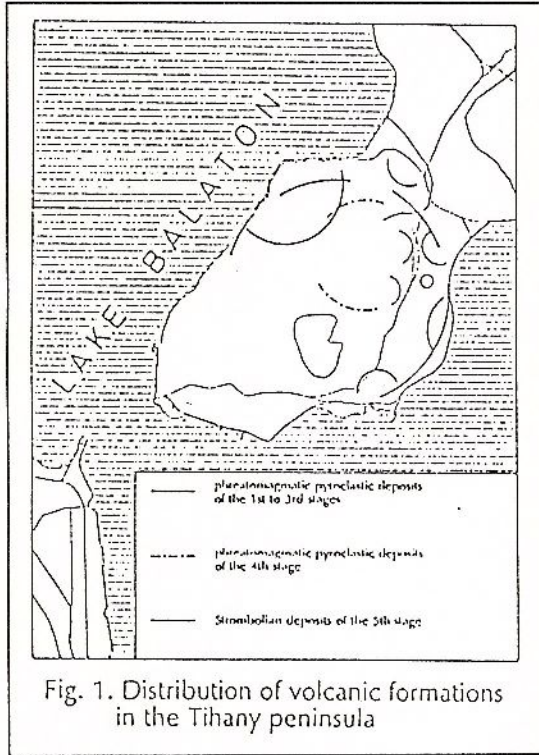 LAKE BALATON
phreatomagmatic pyroclastic deposits
of the 1st to 3rd stages
phreatomagmatic pyroclastic deposits
of the 4th stage
Strombolian deposits of the 5th stage
Fig. 1. Distribution of volcanic formations
in the Tihany peninsula